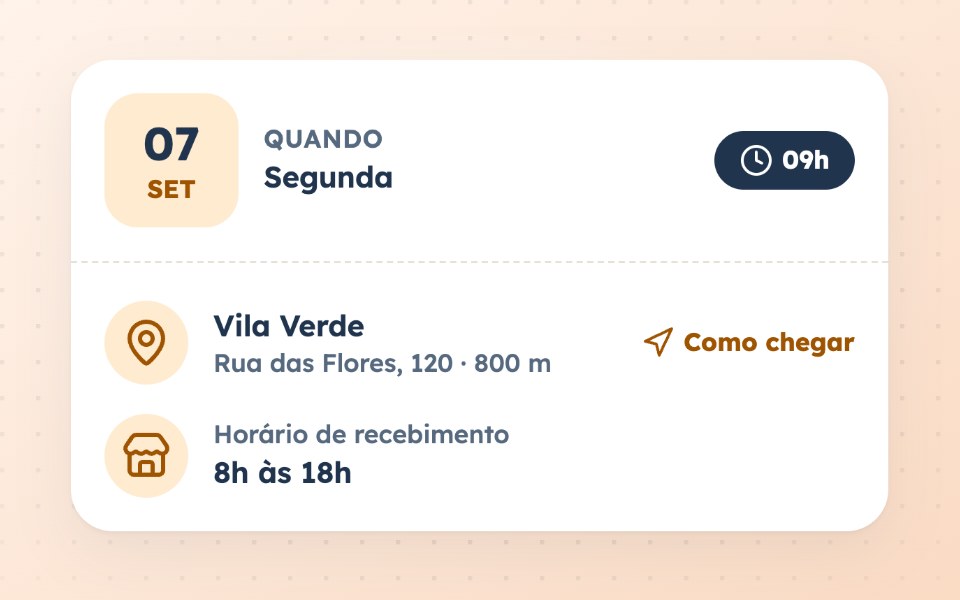 07
SET
QUANDO
Segunda
09h
Vila Verde
Rua das Flores, 120 · 800 m
Como chegar
Horário de recebimento
8h às 18h